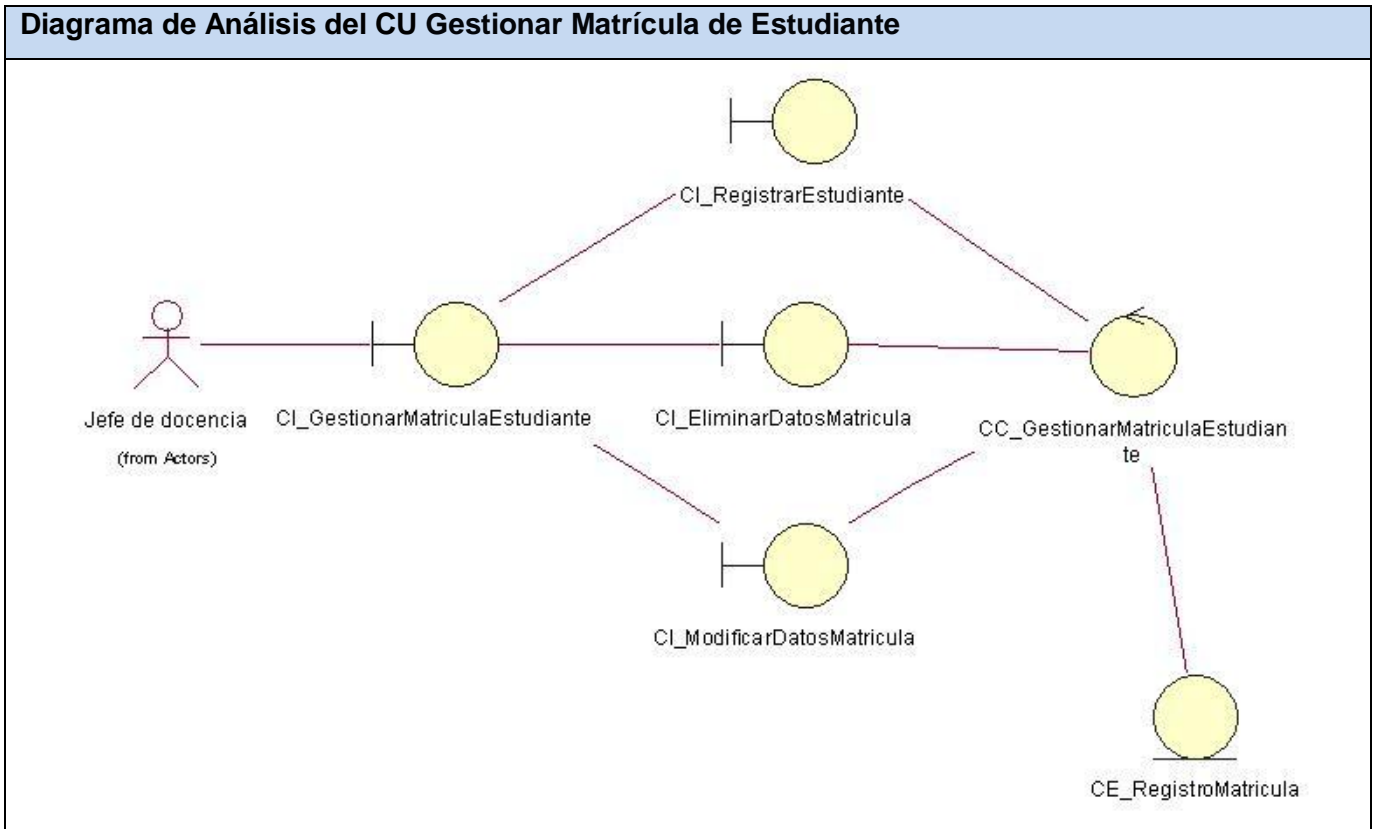 Diagrama de Análisis del CU Gestionar Matrícula de Estudiante
CI_RegistrarEstudiante
Jefe de docencia
(from Actors)
CI_GestionarMatriculaEstudiante
CI_EliminarDatosMatricula
CC_GestionarMatriculaEstudian
te
CI_ModificarDatosMatricula
CE_RegistroMatricula